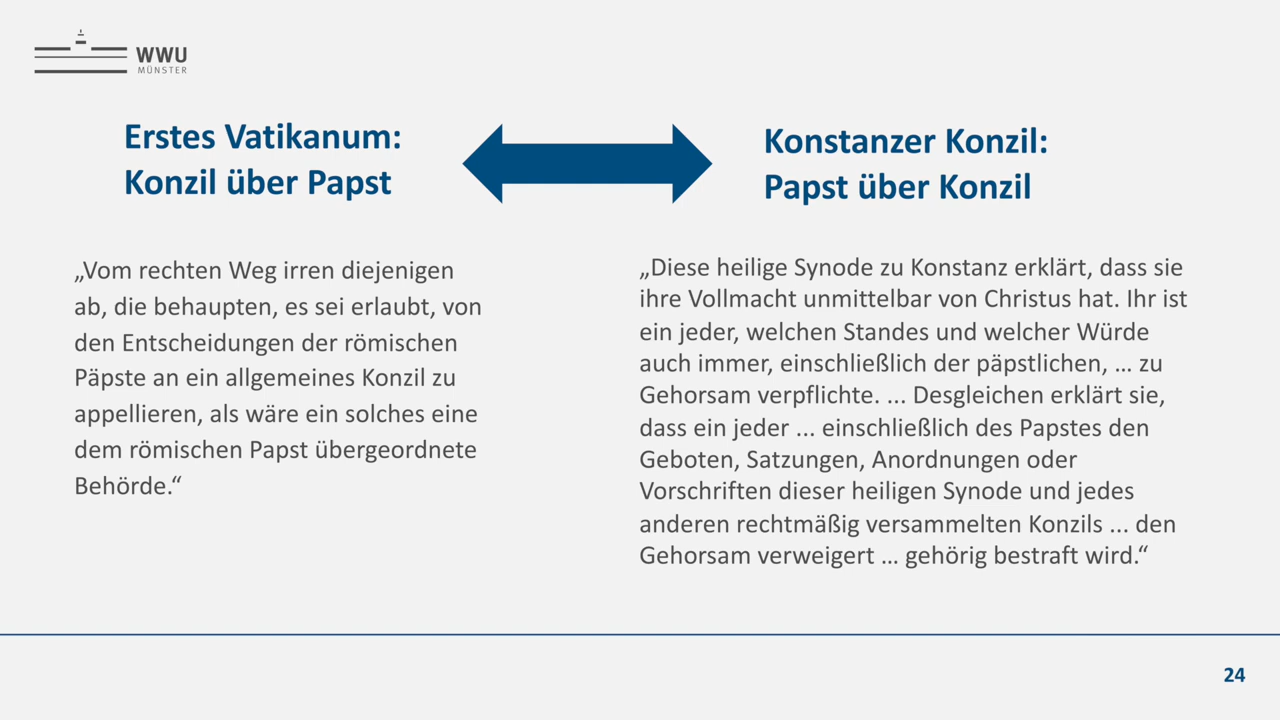 WWU
MÜNSTER
Erstes Vatikanum:
Konzil über Papst
Konstanzer Konzil:
Papst über Konzil
„Vom rechten Weg irren diejenigen
ab, die behaupten, es sei erlaubt, von
den Entscheidungen der römischen
Päpste an ein allgemeines Konzil zu
appellieren, als wäre ein solches eine
dem römischen Papst übergeordnete
Behörde.“
„Diese heilige Synode zu Konstanz erklärt, dass sie
ihre Vollmacht unmittelbar von Christus hat. Ihr ist
ein jeder, welchen Standes und welcher Würde
auch immer, einschließlich der päpstlichen, … zu
Gehorsam verpflichte. ... Desgleichen erklärt sie,
dass ein jeder ... einschließlich des Papstes den
Geboten, Satzungen, Anordnungen oder
Vorschriften dieser heiligen Synode und jedes
anderen rechtmäßig versammelten Konzils ... den
Gehorsam verweigert … gehörig bestraft wird.“
24